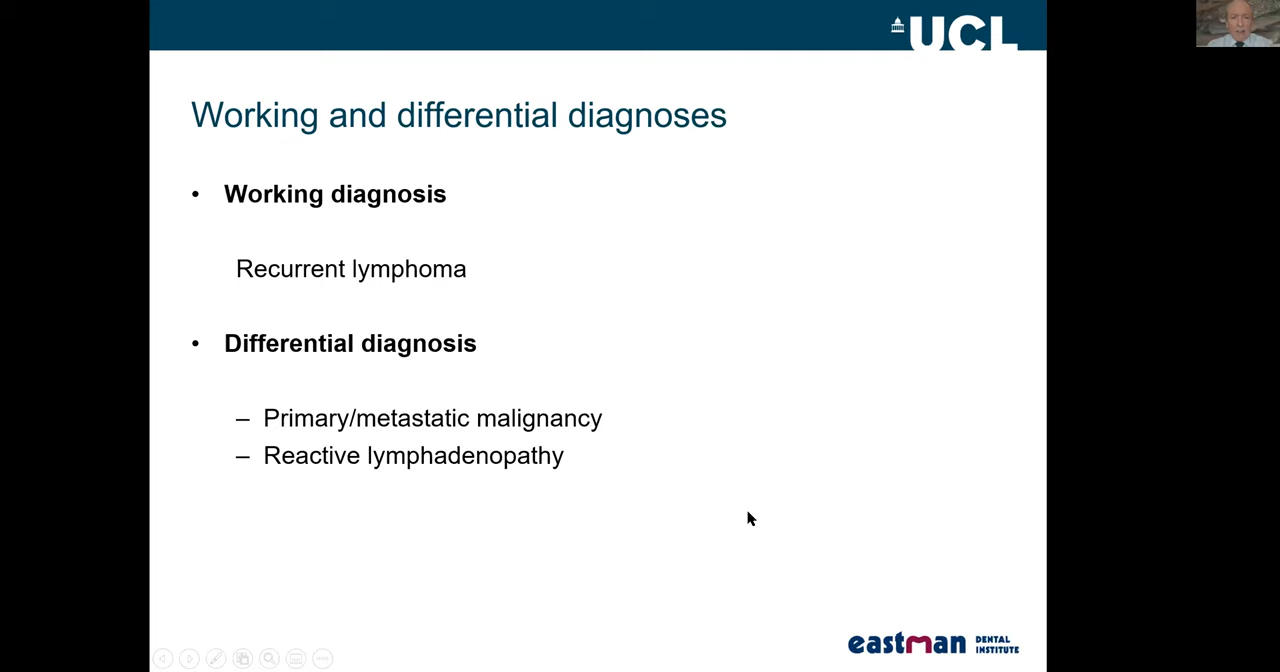 UCL
Working and differential diagnoses
• Working diagnosis
Recurrent lymphoma
• Differential diagnosis
– Primary/metastatic malignancy
– Reactive lymphadenopathy
eastman DENTAL INSTITUTE